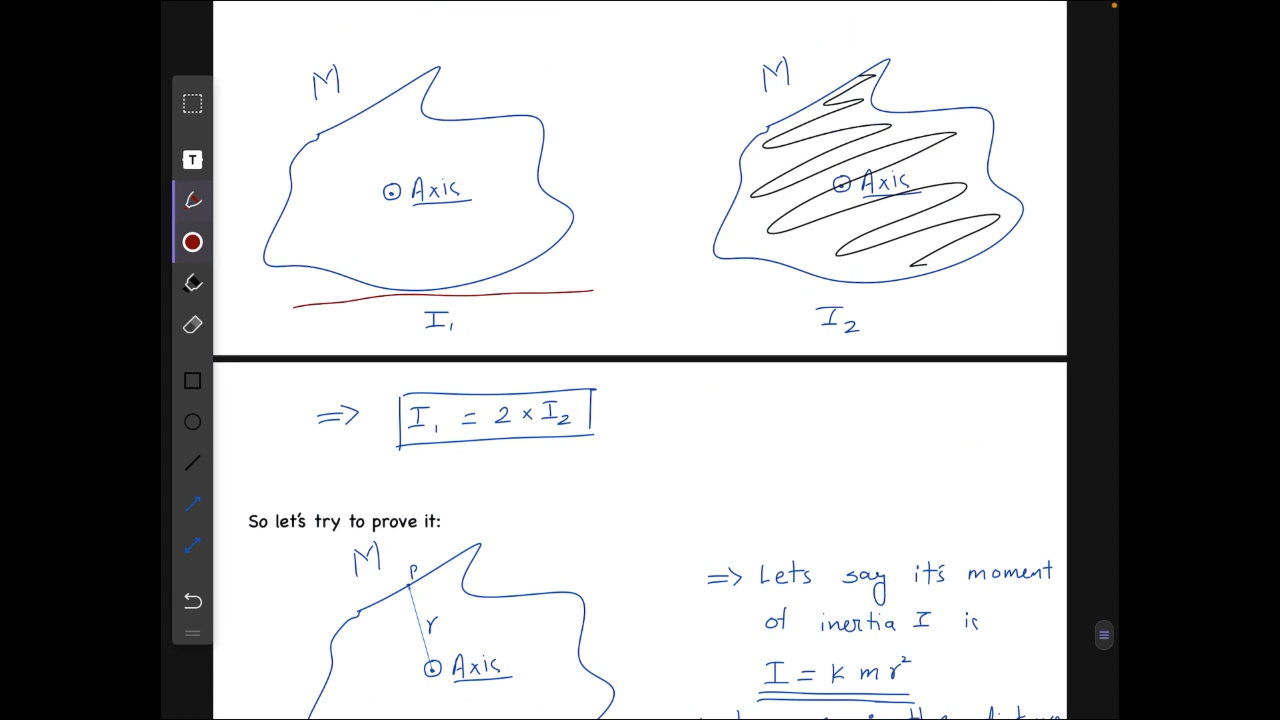 M
M
Axis
Axis
I₁
I₂
=> I₁ = 2 × I₂
So let's try to prove it:
M
P
r
Axis
=> Lets say it's moment
of inertia I is
I = k m r²
T